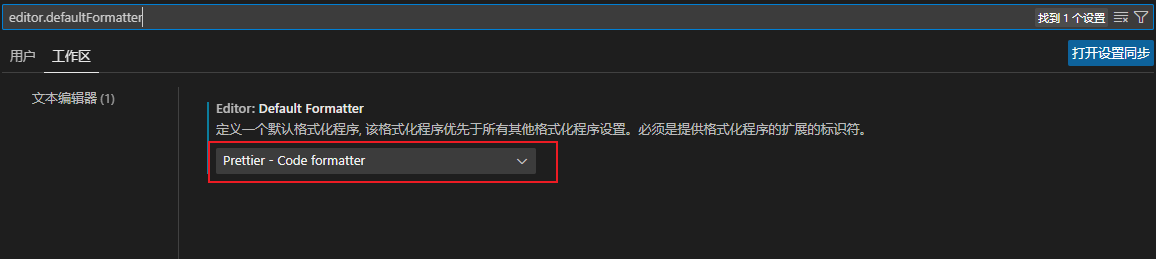 editor.defaultFormatter
找到 1 个设置
用户 工作区
打开设置同步
文本编辑器 (1)
Editor: Default Formatter
定义一个默认格式化程序, 该格式化程序优先于所有其他格式化程序设置。必须是提供格式化程序的扩展的标识符。
Prettier - Code formatter